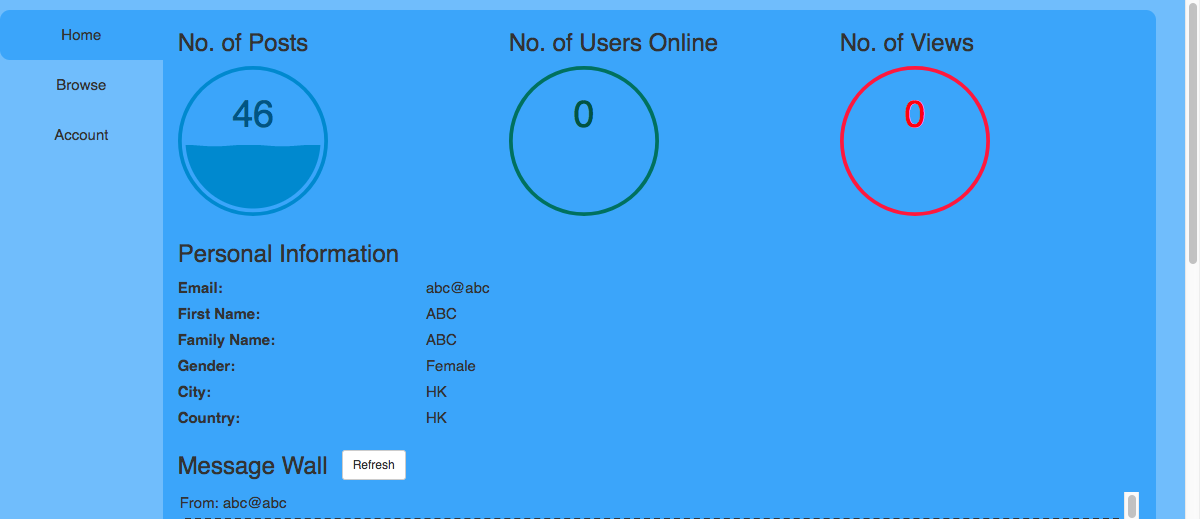 Home
Browse
Account
No. of Posts
No. of Users Online
No. of Views
46
0
0
Personal Information
Email: abc@abc
First Name: ABC
Family Name: ABC
Gender: Female
City: HK
Country: HK
Message Wall Refresh
From: abc@abc